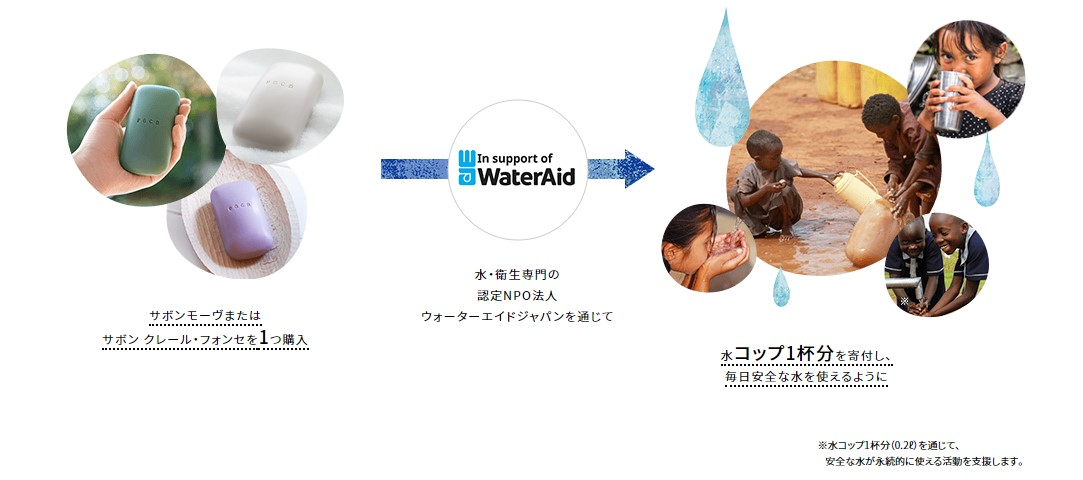 サボンモーヴまたは
サボン クレール・フォンセを1つ購入
In support of
WaterAid
水・衛生専門の
認定NPO法人
ウォーターエイドジャパンを通じて
※
水コップ1杯分を寄付し、
毎日安全な水を使えるように
※水コップ1杯分（0.2ℓ）を通じて、
安全な水が永続的に使える活動を支援します。